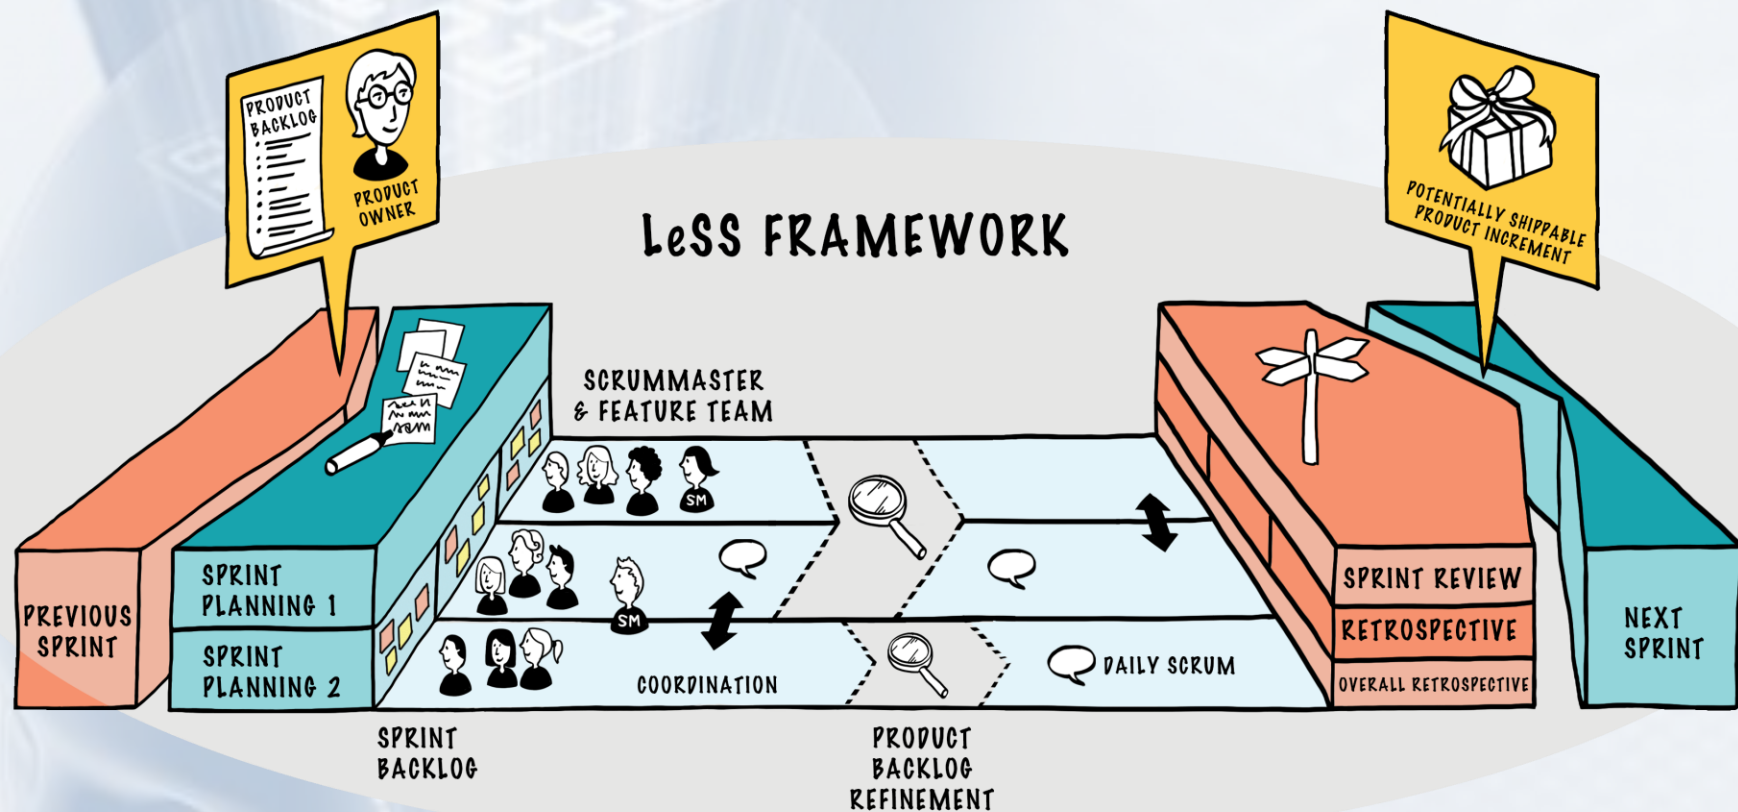 PRODUCT
BACKLOG
PRODUCT
OWNER
POTENTIALLY SHIPPABLE
PRODUCT INCREMENT
LeSS FRAMEWORK
SCRUMMASTER
& FEATURE TEAM
SM
SM
PREVIOUS
SPRINT
SPRINT
PLANNING 1
SPRINT
PLANNING 2
COORDINATION
DAILY SCRUM
SPRINT REVIEW
RETROSPECTIVE
OVERALL RETROSPECTIVE
NEXT
SPRINT
SPRINT
BACKLOG
PRODUCT
BACKLOG
REFINEMENT